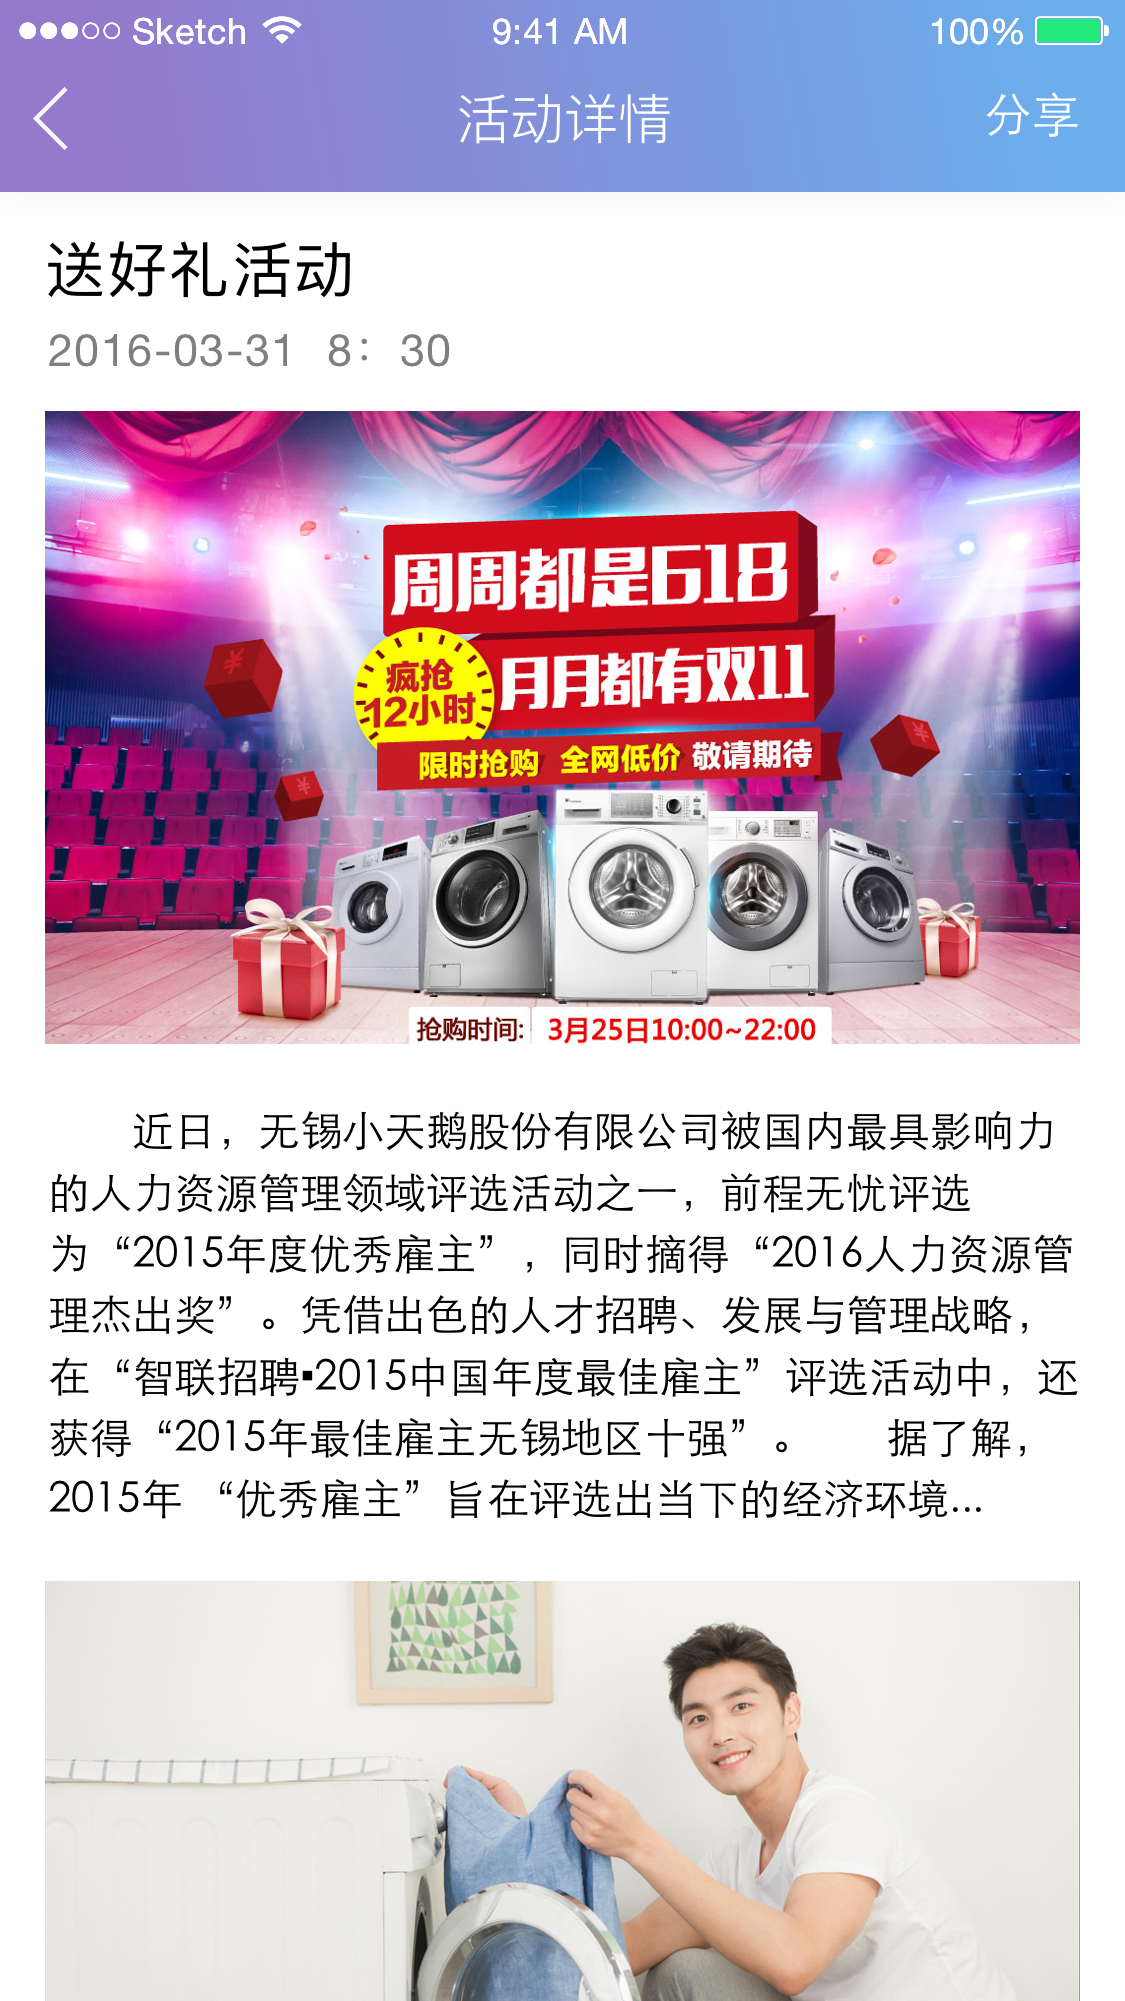 Sketch 9:41 AM 100%
活动详情 分享
送好礼活动
2016-03-31 8：30
周周都是618
疯抢
12小时
月月都有双11
限时抢购 全网低价 敬请期待
¥
¥
¥
抢购时间: 3月25日10:00~22:00
近日，无锡小天鹅股份有限公司被国内最具影响力
的人力资源管理领域评选活动之一，前程无忧评选
为“2015年度优秀雇主”，同时摘得“2016人力资源管
理杰出奖”。凭借出色的人才招聘、发展与管理战略，
在“智联招聘▪2015中国年度最佳雇主”评选活动中，还
获得“2015年最佳雇主无锡地区十强”。 据了解，
2015年 “优秀雇主”旨在评选出当下的经济环境...